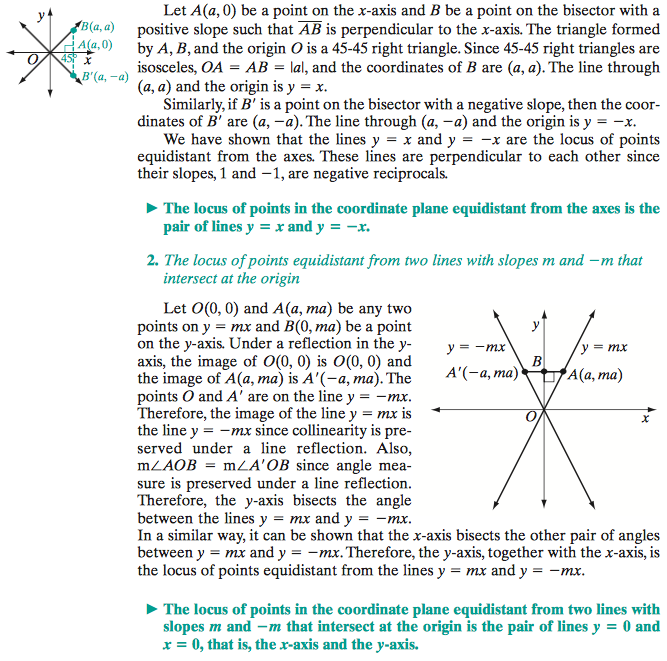 y
B(a, a)
A(a, 0)
O
45°
x
B′(a, −a)
Let A(a, 0) be a point on the x-axis and B be a point on the bisector with a
positive slope such that AB is perpendicular to the x-axis. The triangle formed
by A, B, and the origin O is a 45-45 right triangle. Since 45-45 right triangles are
isosceles, OA = AB = |a|, and the coordinates of B are (a, a). The line through
(a, a) and the origin is y = x.
Similarly, if B′ is a point on the bisector with a negative slope, then the coor-
dinates of B′ are (a, −a). The line through (a, −a) and the origin is y = −x.
We have shown that the lines y = x and y = −x are the locus of points
equidistant from the axes. These lines are perpendicular to each other since
their slopes, 1 and −1, are negative reciprocals.
▶ The locus of points in the coordinate plane equidistant from the axes is the
pair of lines y = x and y = −x.
2. The locus of points equidistant from two lines with slopes m and −m that
intersect at the origin
Let O(0, 0) and A(a, ma) be any two
points on y = mx and B(0, ma) be a point
on the y-axis. Under a reflection in the y-
axis, the image of O(0, 0) is O(0, 0) and
the image of A(a, ma) is A′(−a, ma). The
points O and A′ are on the line y = −mx.
Therefore, the image of the line y = mx is
the line y = −mx since collinearity is pre-
served under a line reflection. Also,
m∠AOB = m∠A′OB since angle mea-
sure is preserved under a line reflection.
Therefore, the y-axis bisects the angle
between the lines y = mx and y = −mx.
y
y = −mx
y = mx
B
A′(−a, ma)
A(a, ma)
O
x
In a similar way, it can be shown that the x-axis bisects the other pair of angles
between y = mx and y = −mx. Therefore, the y-axis, together with the x-axis, is
the locus of points equidistant from the lines y = mx and y = −mx.
▶ The locus of points in the coordinate plane equidistant from two lines with
slopes m and −m that intersect at the origin is the pair of lines y = 0 and
x = 0, that is, the x-axis and the y-axis.